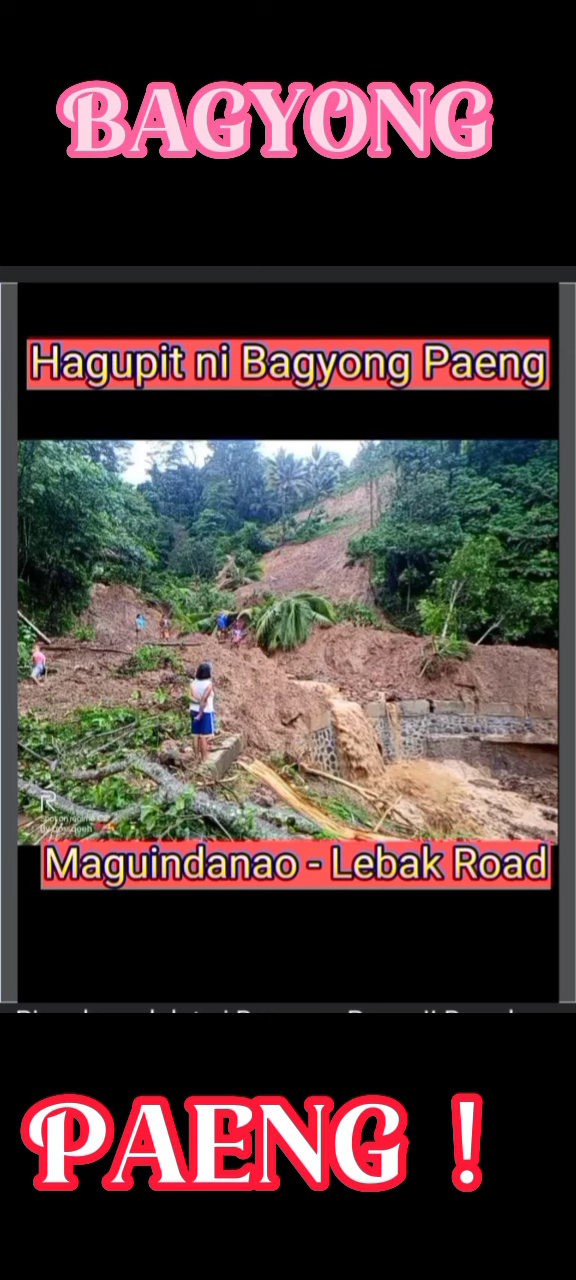 BAGYONG
Hagupit ni Bagyong Paeng
R
Maguindanao - Lebak Road
PAENG !